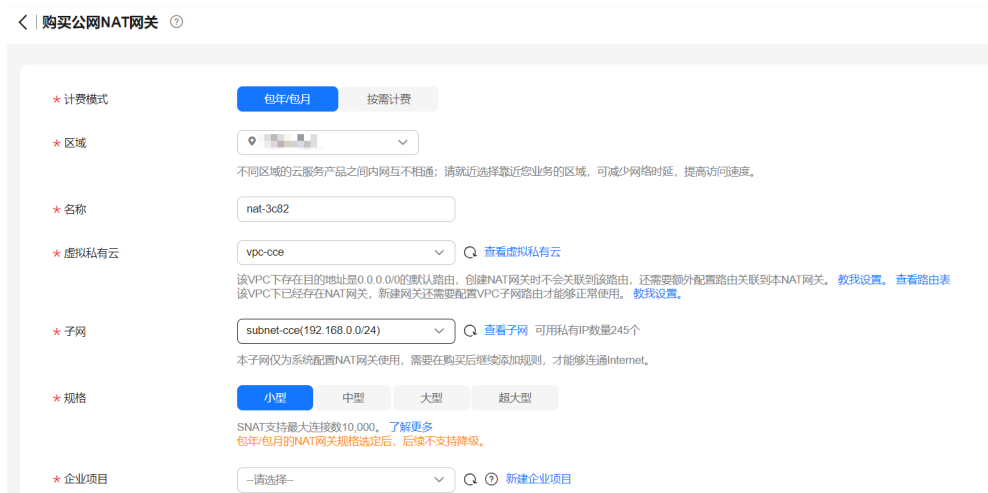 购买公网NAT网关
* 计费模式 包年/包月 按需计费
* 区域
不同区域的云服务产品之间内网互不相通；请就近选择靠近您业务的区域，可减少网络时延，提高访问速度。
* 名称 nat-3c82
* 虚拟私有云 vpc-cce 查看虚拟私有云
该VPC下存在目的地址是0.0.0.0/0的默认路由，创建NAT网关时不会关联到该路由，还需要额外配置路由关联到本NAT网关。 教我设置。 查看路由表
该VPC下已经存在NAT网关，新建网关还需要配置VPC子网路由才能够正常使用。 教我设置。
* 子网 subnet-cce(192.168.0.0/24) 查看子网 可用私有IP数量245个
本子网仅为系统配置NAT网关使用，需要在购买后继续添加规则，才能够连通Internet。
* 规格 小型 中型 大型 超大型
SNAT支持最大连接数10,000。 了解更多
包年/包月的NAT网关规格选定后，后续不支持降级。
* 企业项目 --请选择-- 新建企业项目